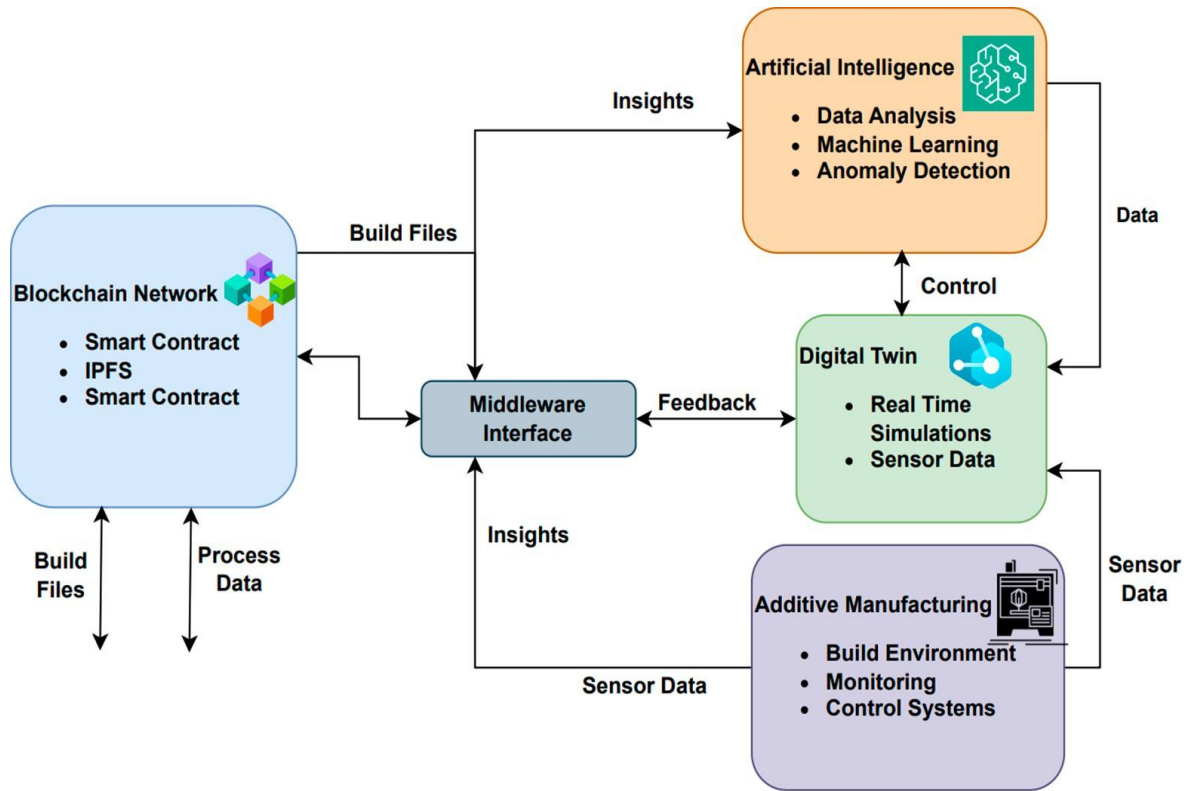 Artificial Intelligence
• Data Analysis
• Machine Learning
• Anomaly Detection
Insights
Data
Build Files
Blockchain Network
• Smart Contract
• IPFS
• Smart Contract
Control
Digital Twin
• Real Time
Simulations
• Sensor Data
Middleware
Interface
Feedback
Insights
Build
Files
Process
Data
Sensor
Data
Additive Manufacturing
• Build Environment
• Monitoring
• Control Systems
Sensor Data